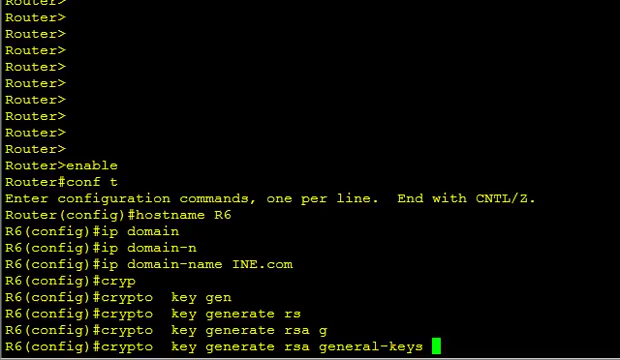 Router>
Router>
Router>
Router>
Router>
Router>
Router>
Router>
Router>
Router>
Router>enable
Router#conf t
Enter configuration commands, one per line.  End with CNTL/Z.
Router(config)#hostname R6
R6(config)#ip domain
R6(config)#ip domain-n
R6(config)#ip domain-name INE.com
R6(config)#cryp
R6(config)#crypto  key gen
R6(config)#crypto  key generate rs
R6(config)#crypto  key generate rsa g
R6(config)#crypto  key generate rsa general-keys